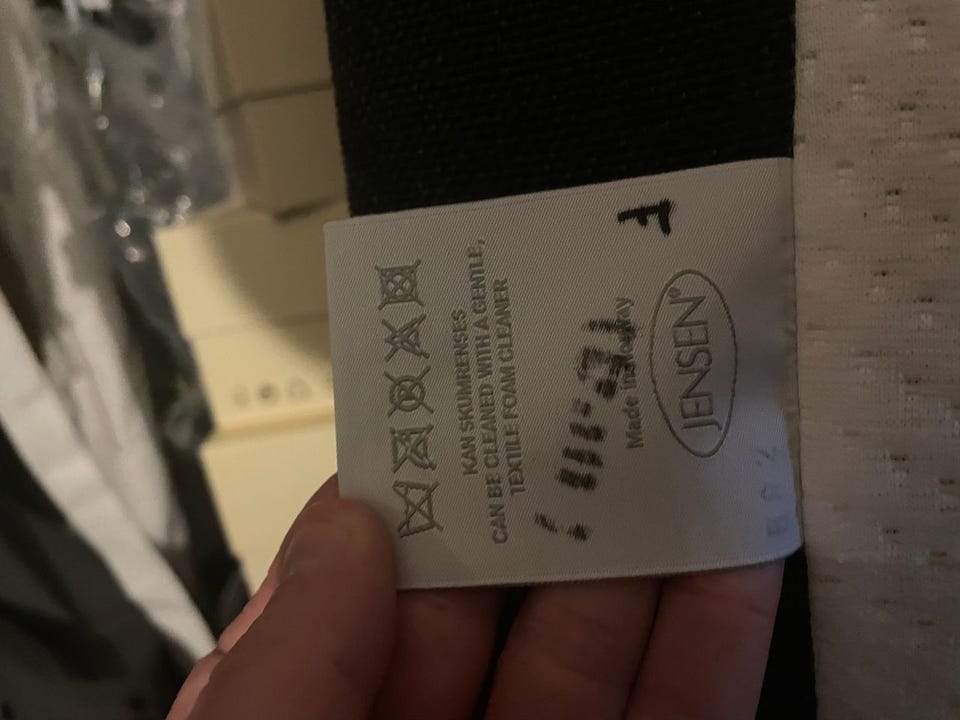 KAN SKUMRENSES
CAN BE CLEANED WITH A GENTLE,
TEXTILE FOAM CLEANER
Made in Norway
JENSEN®